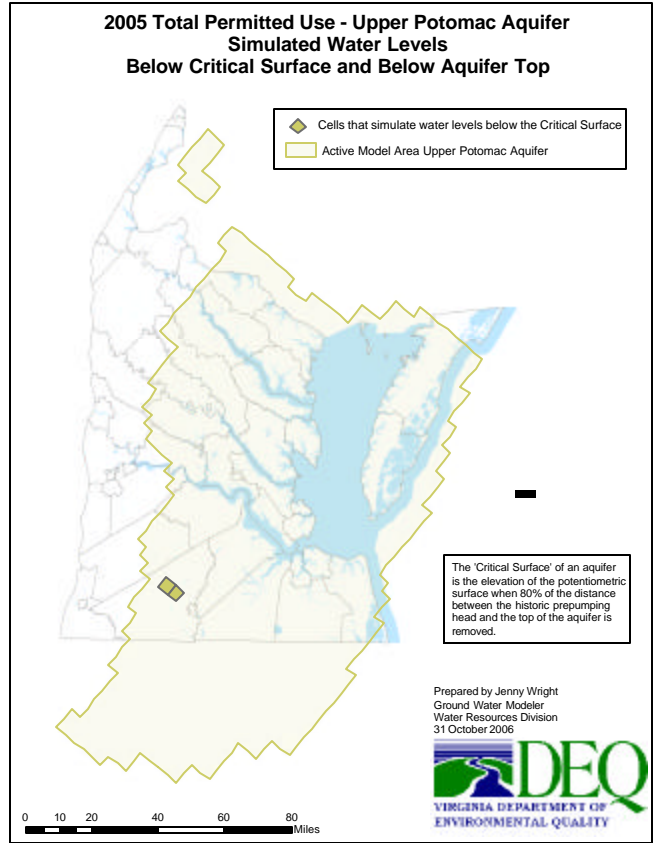 2005 Total Permitted Use - Upper Potomac Aquifer
Simulated Water Levels
Below Critical Surface and Below Aquifer Top
Cells that simulate water levels below the Critical Surface
Active Model Area Upper Potomac Aquifer
The 'Critical Surface' of an aquifer
is the elevation of the potentiometric
surface when 80% of the distance
between the historic prepumping
head and the top of the aquifer is
removed.
Prepared by Jenny Wright
Ground Water Modeler
Water Resources Division
31 October 2006
DEQ
VIRGINIA DEPARTMENT OF
ENVIRONMENTAL QUALITY
0 10 20 40 60 80
Miles